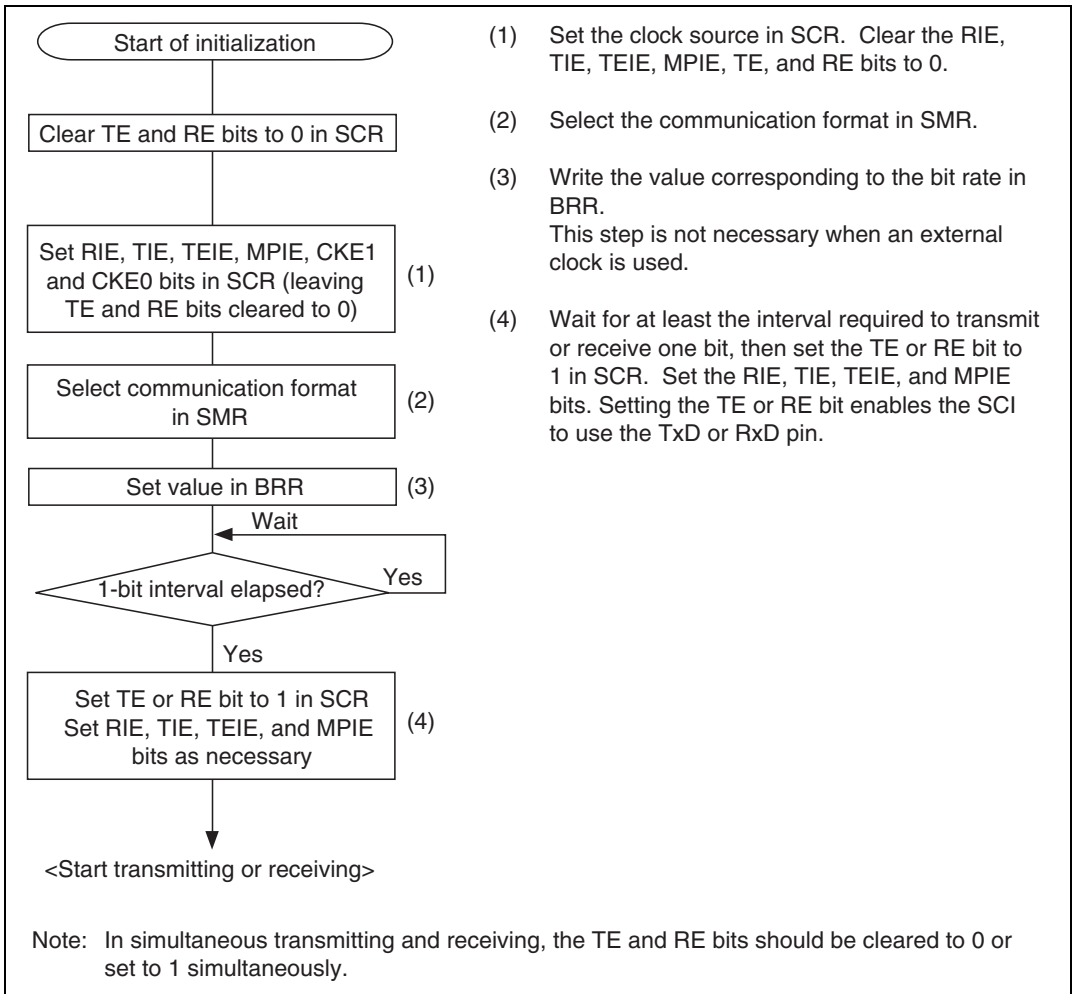 Start of initialization
Clear TE and RE bits to 0 in SCR
Set RIE, TIE, TEIE, MPIE, CKE1
and CKE0 bits in SCR (leaving
TE and RE bits cleared to 0)
(1)
Select communication format
in SMR
(2)
Set value in BRR
(3)
Wait
1-bit interval elapsed?
Yes
Yes
Set TE or RE bit to 1 in SCR
Set RIE, TIE, TEIE, and MPIE
bits as necessary
(4)
<Start transmitting or receiving>
(1) Set the clock source in SCR. Clear the RIE,
TIE, TEIE, MPIE, TE, and RE bits to 0.
(2) Select the communication format in SMR.
(3) Write the value corresponding to the bit rate in
BRR.
This step is not necessary when an external
clock is used.
(4) Wait for at least the interval required to transmit
or receive one bit, then set the TE or RE bit to
1 in SCR. Set the RIE, TIE, TEIE, and MPIE
bits. Setting the TE or RE bit enables the SCI
to use the TxD or RxD pin.
Note: In simultaneous transmitting and receiving, the TE and RE bits should be cleared to 0 or
set to 1 simultaneously.